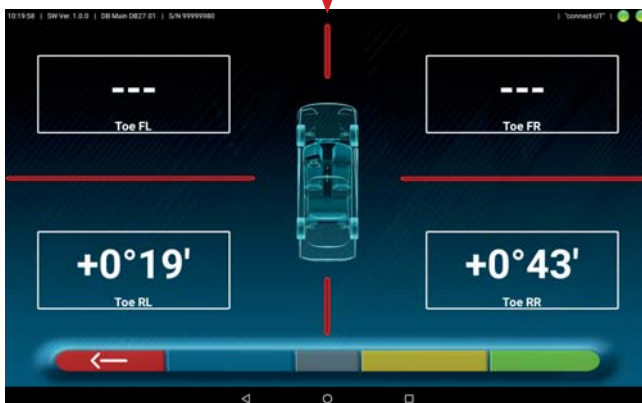 10:19:58 | SW Ver. 1.0.0 | DB Main DB27.01 | S/N 99999980 | "connect-UT" |
--- ---
Toe FL Toe FR
+0°19' +0°43'
Toe RL Toe RR